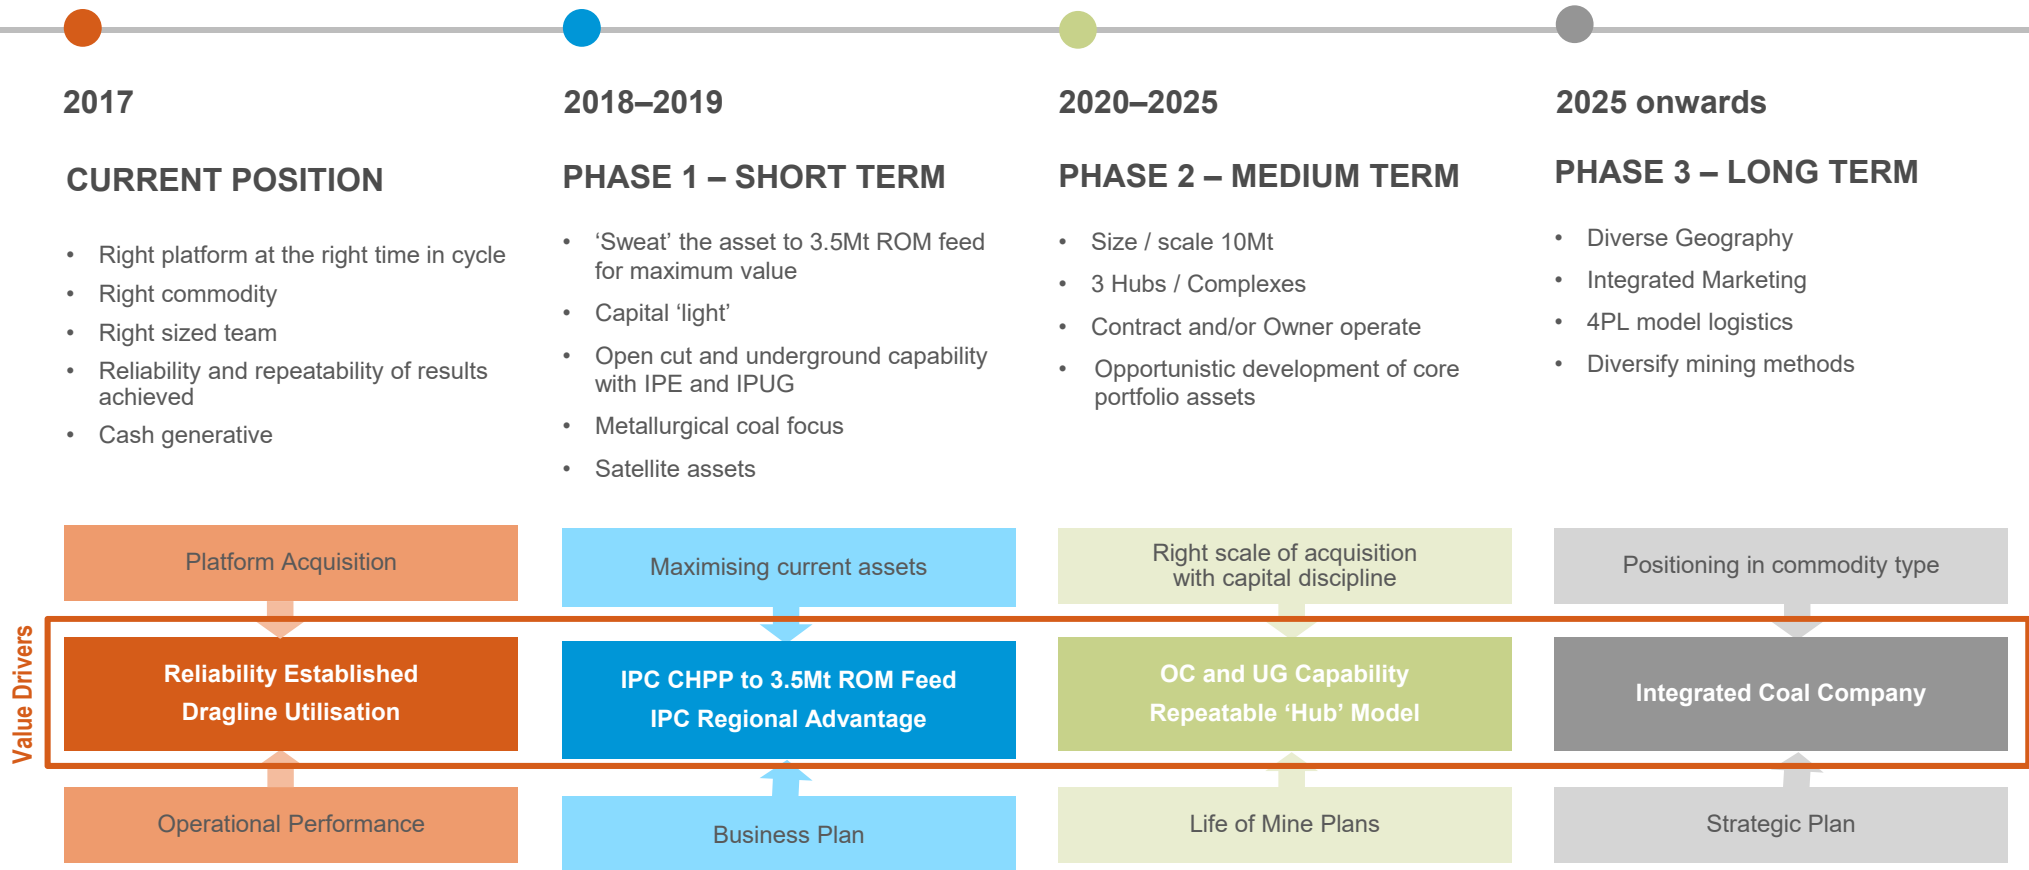 2017
CURRENT POSITION
• Right platform at the right time in cycle
• Right commodity
• Right sized team
• Reliability and repeatability of results
achieved
• Cash generative
2018–2019
PHASE 1 – SHORT TERM
• ‘Sweat’ the asset to 3.5Mt ROM feed
for maximum value
• Capital ‘light’
• Open cut and underground capability
with IPE and IPUG
• Metallurgical coal focus
• Satellite assets
2020–2025
PHASE 2 – MEDIUM TERM
• Size / scale 10Mt
• 3 Hubs / Complexes
• Contract and/or Owner operate
• Opportunistic development of core
portfolio assets
2025 onwards
PHASE 3 – LONG TERM
• Diverse Geography
• Integrated Marketing
• 4PL model logistics
• Diversify mining methods
Platform Acquisition
Maximising current assets
Right scale of acquisition
with capital discipline
Positioning in commodity type
Value Drivers
Reliability Established
Dragline Utilisation
IPC CHPP to 3.5Mt ROM Feed
IPC Regional Advantage
OC and UG Capability
Repeatable ‘Hub’ Model
Integrated Coal Company
Operational Performance
Business Plan
Life of Mine Plans
Strategic Plan